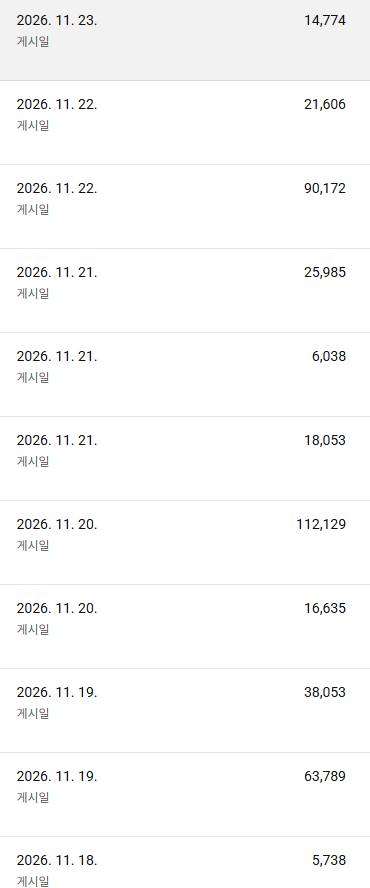 2026. 11. 23. 14,774
게시일
2026. 11. 22. 21,606
게시일
2026. 11. 22. 90,172
게시일
2026. 11. 21. 25,985
게시일
2026. 11. 21. 6,038
게시일
2026. 11. 21. 18,053
게시일
2026. 11. 20. 112,129
게시일
2026. 11. 20. 16,635
게시일
2026. 11. 19. 38,053
게시일
2026. 11. 19. 63,789
게시일
2026. 11. 18. 5,738
게시일